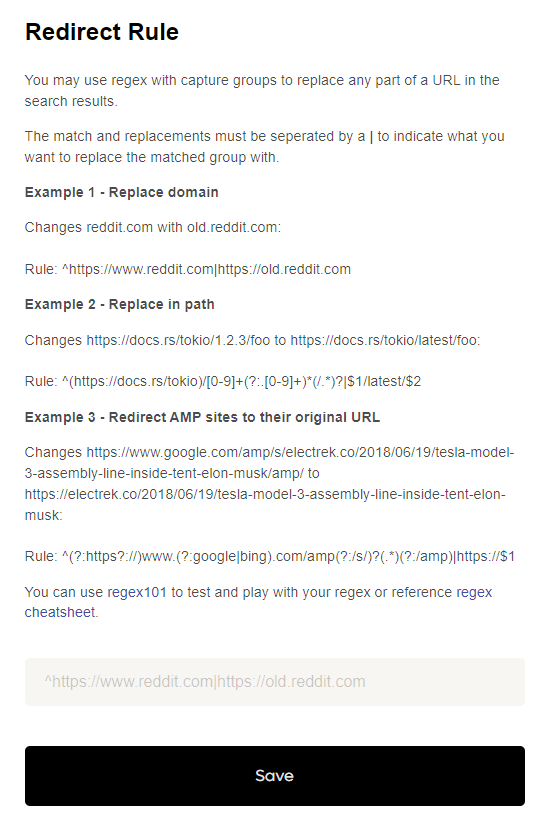 Redirect Rule
You may use regex with capture groups to replace any part of a URL in the
search results.
The match and replacements must be seperated by a | to indicate what you
want to replace the matched group with.
Example 1 - Replace domain
Changes reddit.com with old.reddit.com:
Rule: ^https://www.reddit.com|https://old.reddit.com
Example 2 - Replace in path
Changes https://docs.rs/tokio/1.2.3/foo to https://docs.rs/tokio/latest/foo:
Rule: ^(https://docs.rs/tokio)/[0-9]+(?:.[0-9]+)*(/.*)?|$1/latest/$2
Example 3 - Redirect AMP sites to their original URL
Changes https://www.google.com/amp/s/electrek.co/2018/06/19/tesla-model-
3-assembly-line-inside-tent-elon-musk/amp/ to
https://electrek.co/2018/06/19/tesla-model-3-assembly-line-inside-tent-elon-
musk:
Rule: ^(?:https?://)www.(?:google|bing).com/amp(?:/s/)?(.*)(?:/amp)|https://$1
You can use regex101 to test and play with your regex or reference regex
cheatsheet.
^https://www.reddit.com|https://old.reddit.com
Save